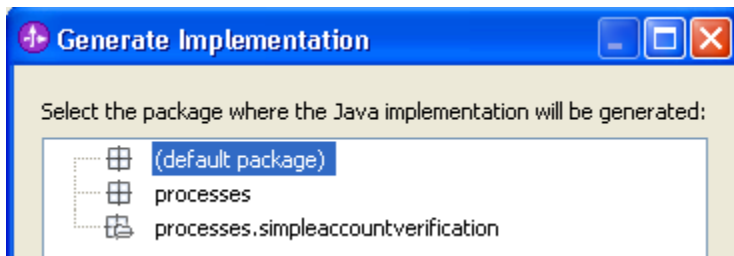 Generate Implementation
Select the package where the Java implementation will be generated:
(default package)
processes
processes.simpleaccountverification